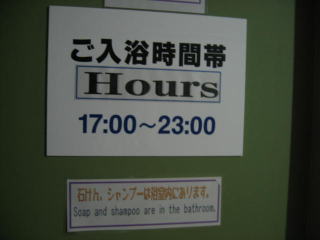 ご入浴時間帯
Hours
17:00～23:00
石けん、シャンプーは浴室内にあります。
Soap and shampoo are in the bathroom.